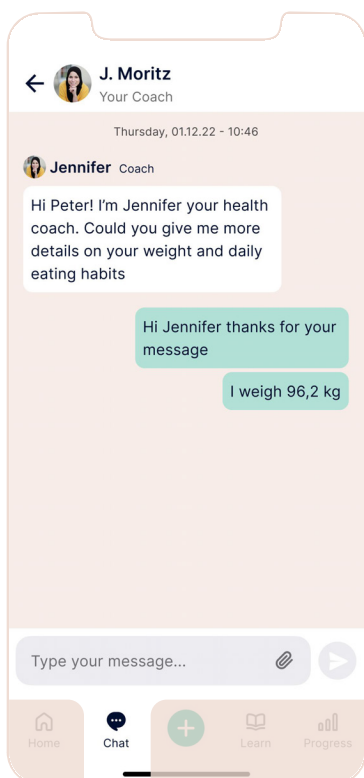 J. Moritz
Your Coach
Thursday, 01.12.22 - 10:46
Jennifer Coach
Hi Peter! I’m Jennifer your health
coach. Could you give me more
details on your weight and daily
eating habits
Hi Jennifer thanks for your
message
I weigh 96,2 kg
Type your message...
Home
Chat
Learn
Progress